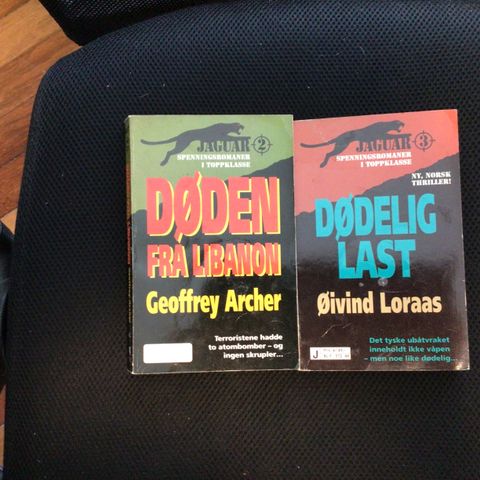 JAGUAR 2
SPENNINGSROMANER
I TOPPKLASSE
DØDEN
FRA LIBANON
Geoffrey Archer
Terroristene hadde
to atombomber – og
ingen skrupler...
JAGUAR 3
SPENNINGSROMANER
I TOPPKLASSE
NY, NORSK
THRILLER!
DØDELIG
LAST
Øivind Loraas
Det tyske ubåtvraket
inneholdt ikke våpen
– men noe like dødelig...
J